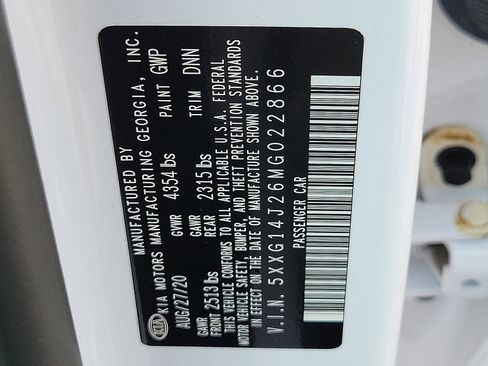 MANUFACTURED BY
KIA KIA MOTORS MANUFACTURING GEORGIA, INC.
AUG/27/20 GVWR 4354 lbs PAINT GWP
GAWR FRONT 2513 lbs GAWR REAR 2315 lbs TRIM DNN
THIS VEHICLE CONFORMS TO ALL APPLICABLE U.S.A. FEDERAL
MOTOR VEHICLE SAFETY, BUMPER, AND THEFT PREVENTION STANDARDS
IN EFFECT ON THE DATE OF MANUFACTURE SHOWN ABOVE.
V.I.N. 5XXG14J26MG022866
PASSENGER CAR